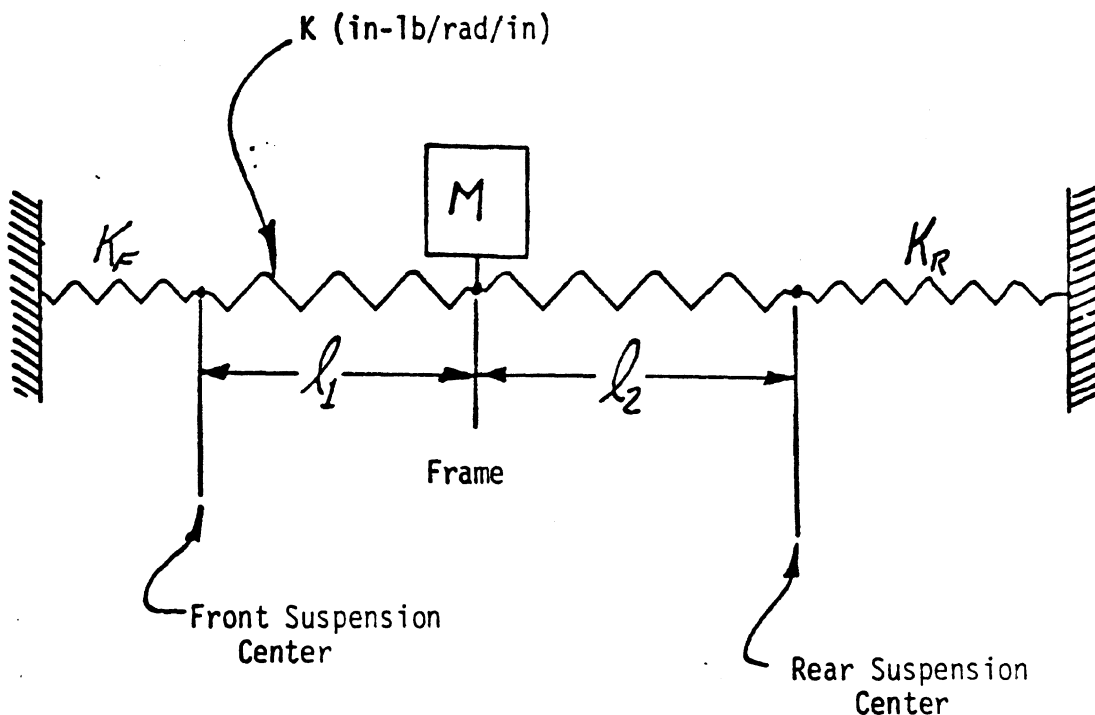 K (in-lb/rad/in)
M
K_F
K_R
l_1
l_2
Frame
Front Suspension
Center
Rear Suspension
Center